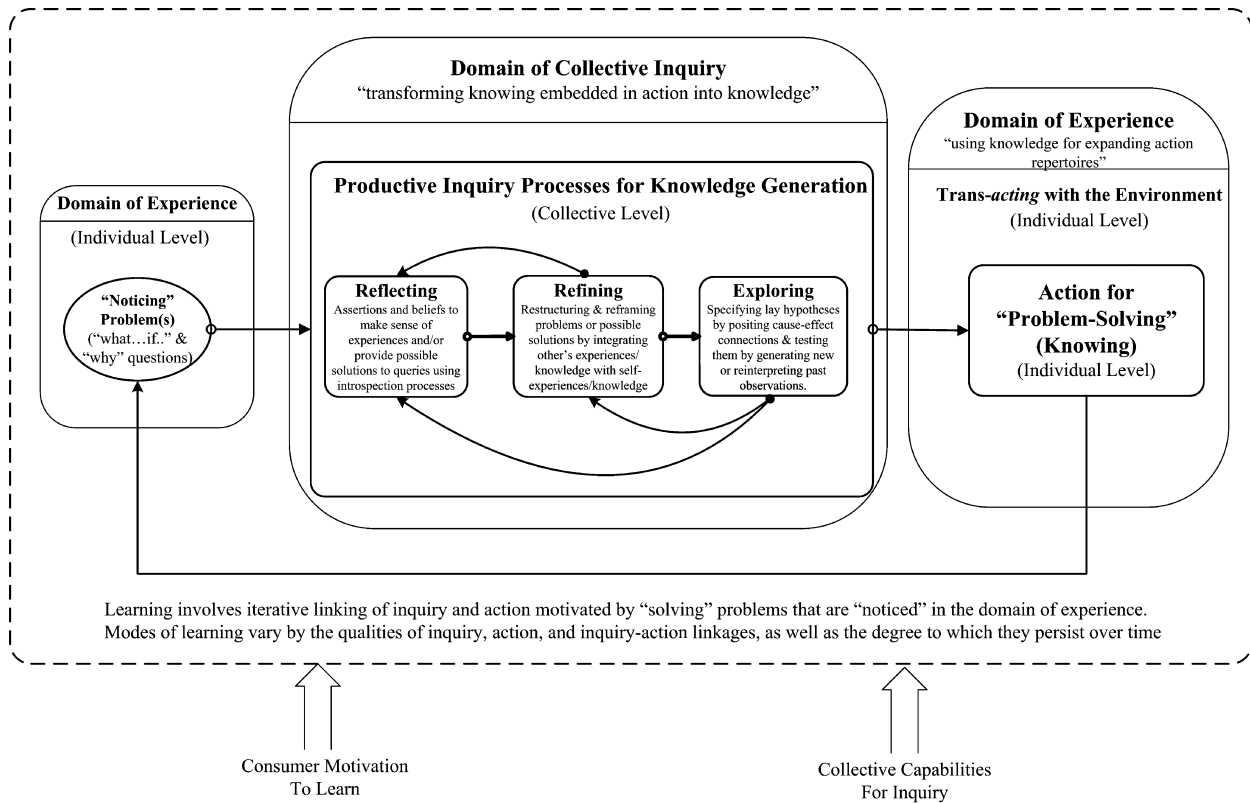 Domain of Collective Inquiry
“transforming knowing embedded in action into knowledge”
Productive Inquiry Processes for Knowledge Generation
(Collective Level)
Domain of Experience
(Individual Level)
“Noticing”
Problem(s)
(“what…if..” &
“why” questions)
Reflecting
Assertions and beliefs to
make sense of
experiences and/or
provide possible
solutions to queries using
introspection processes
Refining
Restructuring & reframing
problems or possible
solutions by integrating
other’s experiences/
knowledge with self-
experiences/knowledge
Exploring
Specifying lay hypotheses
by positing cause-effect
connections & testing
them by generating new
or reinterpreting past
observations.
Domain of Experience
“using knowledge for expanding action
repertoires”
Trans-acting with the Environment
(Individual Level)
Action for
“Problem-Solving”
(Knowing)
(Individual Level)
Learning involves iterative linking of inquiry and action motivated by “solving” problems that are “noticed” in the domain of experience.
Modes of learning vary by the qualities of inquiry, action, and inquiry-action linkages, as well as the degree to which they persist over time
Consumer Motivation
To Learn
Collective Capabilities
For Inquiry